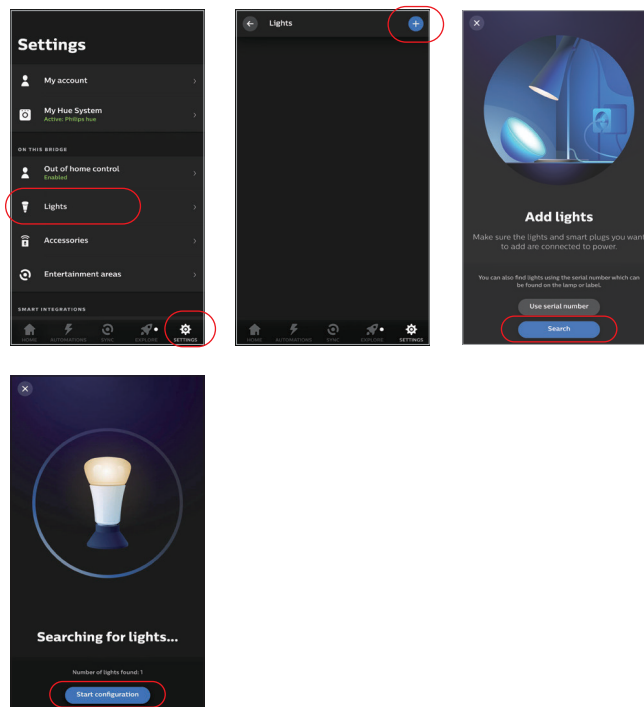 Settings
My account
My Hue System
Active: Philips hue
ON THIS BRIDGE
Out of home control
Enabled
Lights
Accessories
Entertainment areas
SMART INTEGRATIONS
HOME AUTOMATIONS SYNC EXPLORE SETTINGS
Lights
HOME AUTOMATIONS SYNC EXPLORE SETTINGS
Add lights
Make sure the lights and smart plugs you want
to add are connected to power.
You can also find lights using the serial number which can
be found on the lamp or label.
Use serial number
Search
Searching for lights...
Number of lights found: 1
Start configuration